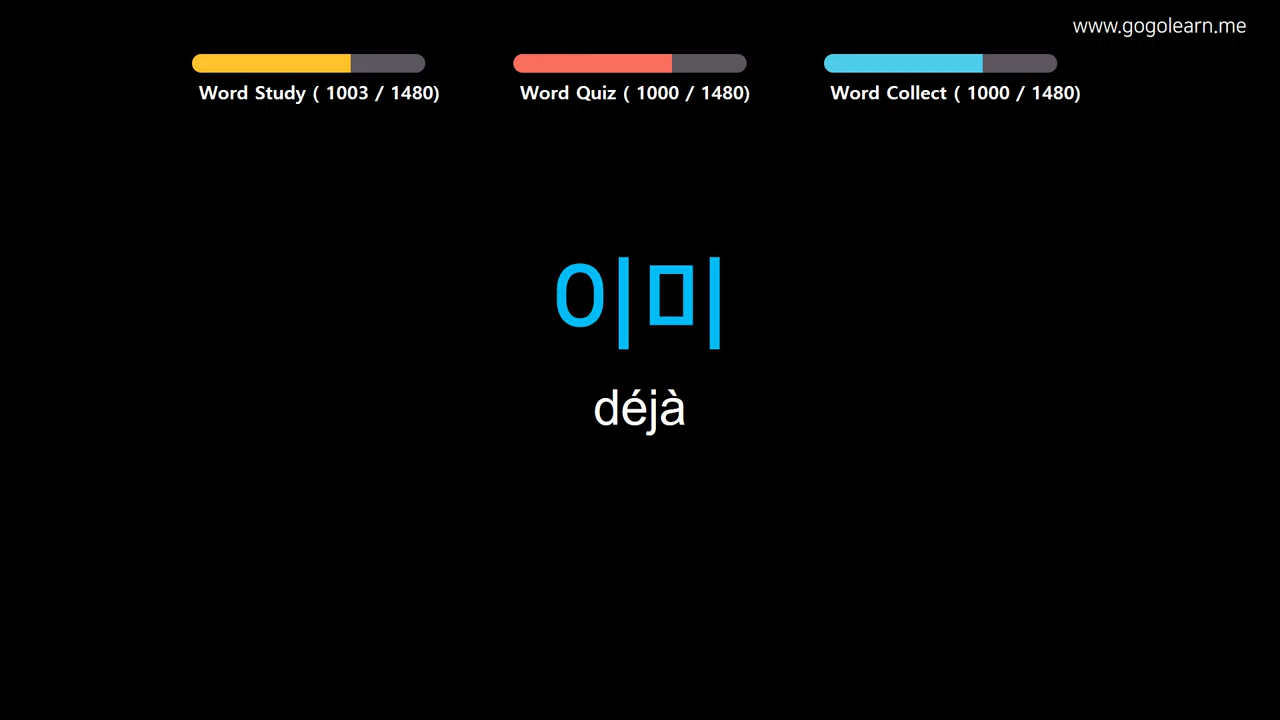 www.gogolearn.me
Word Study ( 1003 / 1480)
Word Quiz ( 1000 / 1480)
Word Collect ( 1000 / 1480)
이미
déjà